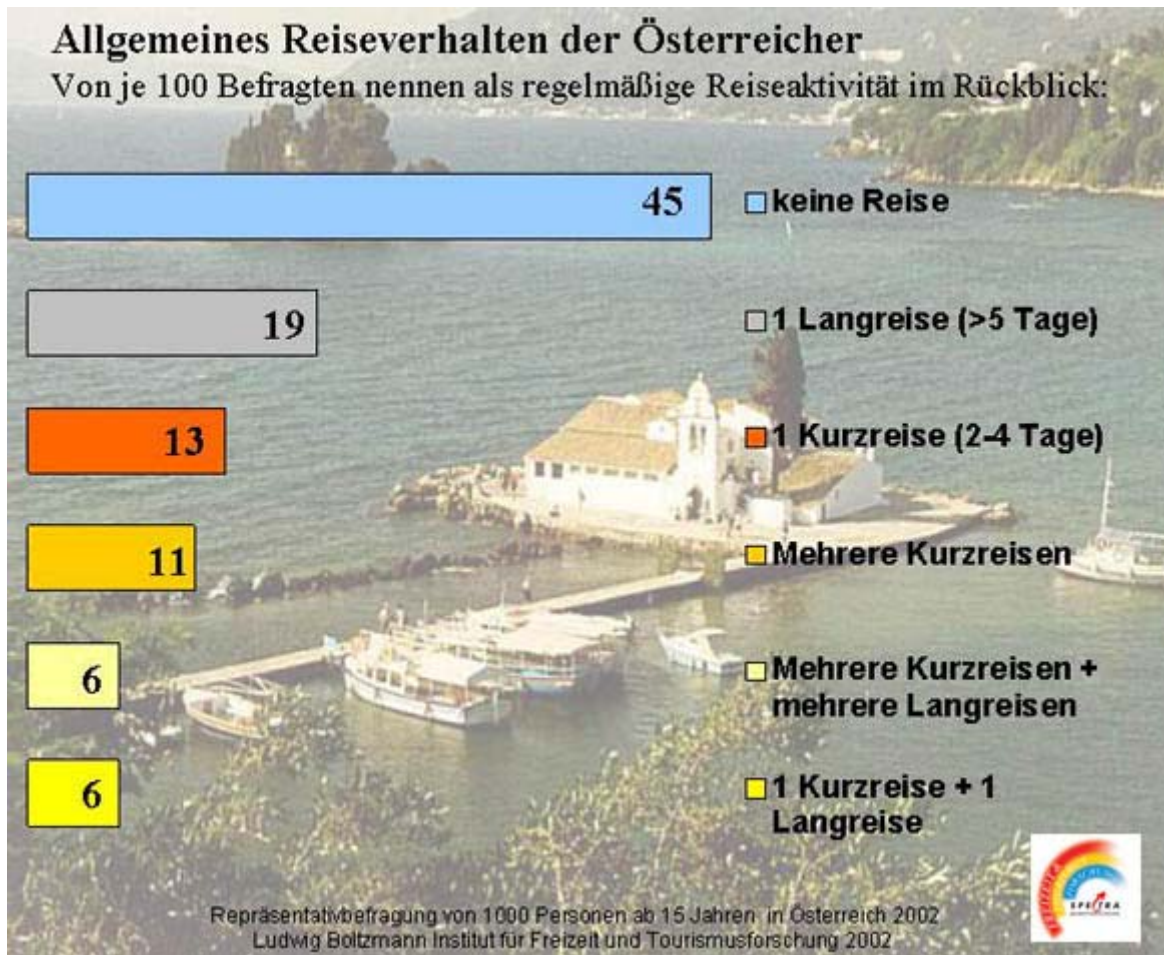 Allgemeines Reiseverhalten der Österreicher
Von je 100 Befragten nennen als regelmäßige Reiseaktivität im Rückblick:
45
keine Reise
19
1 Langreise (>5 Tage)
13
1 Kurzreise (2-4 Tage)
11
Mehrere Kurzreisen
6
Mehrere Kurzreisen +
mehrere Langreisen
6
1 Kurzreise + 1
Langreise
Repräsentativbefragung von 1000 Personen ab 15 Jahren in Österreich 2002
Ludwig Boltzmann Institut für Freizeit und Tourismusforschung 2002
SPECTRA